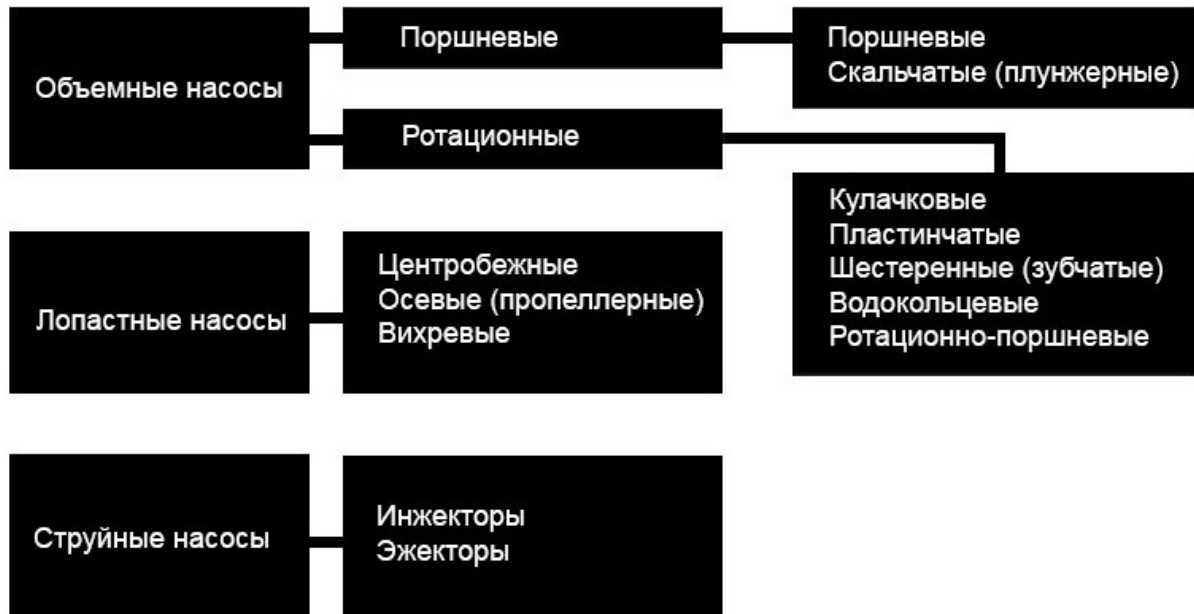 Объемные насосы
Поршневые
Поршневые
Скальчатые (плунжерные)
Ротационные
Кулачковые
Пластинчатые
Шестеренные (зубчатые)
Водокольцевые
Ротационно-поршневые
Лопастные насосы
Центробежные
Осевые (пропеллерные)
Вихревые
Струйные насосы
Инжекторы
Эжекторы